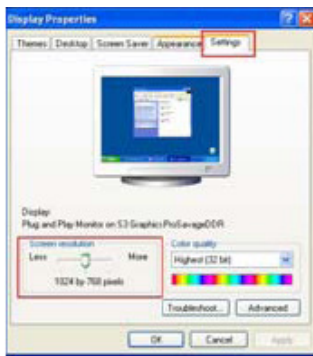 Display Properties
Themes Desktop Screen Saver Appearance Settings
Display:
Plug and Play Monitor on S3 Graphics ProSavageDDR
Screen resolution
Less More
1024 by 768 pixels
Color quality
Highest (32 bit)
Troubleshoot... Advanced
OK Cancel Apply